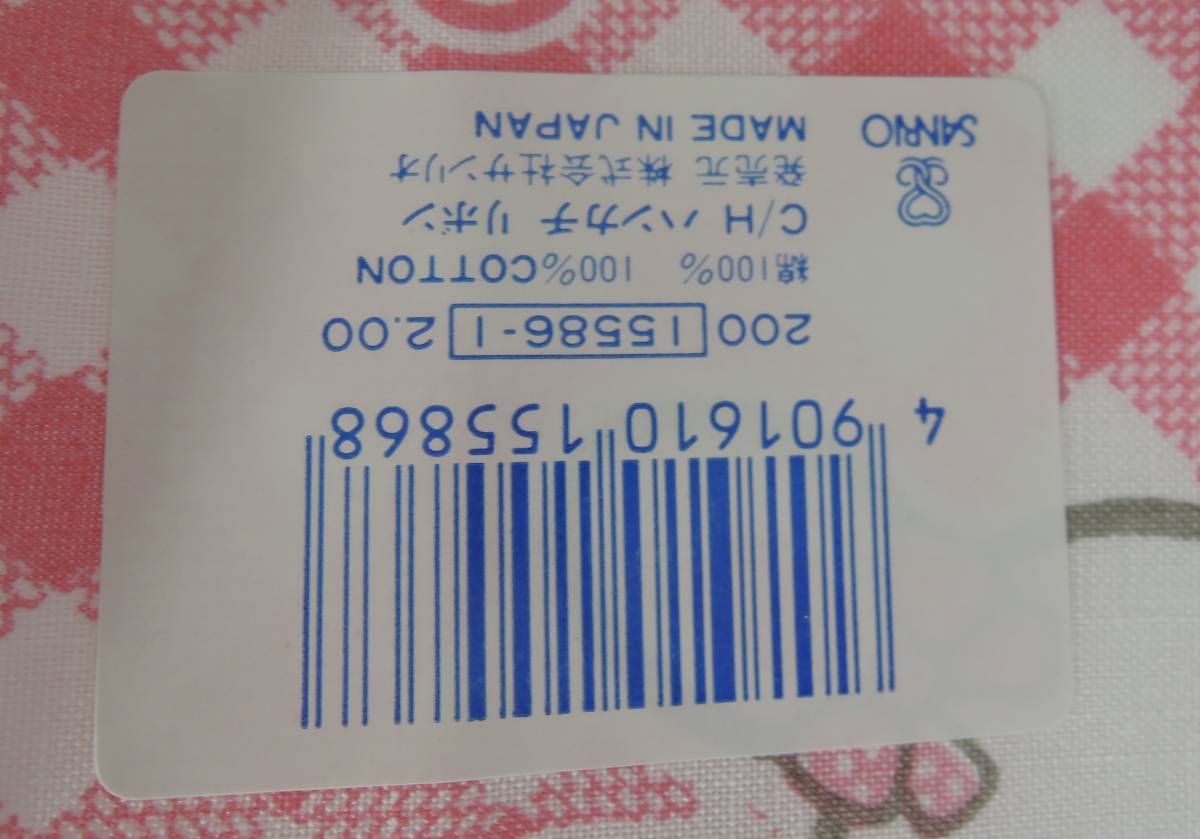 4 901610 155868
200 15586-1 2.00
綿100% 100%COTTON
C/H ハンカチ リボン
発売元 株式会社サンリオ
SANRIO MADE IN JAPAN